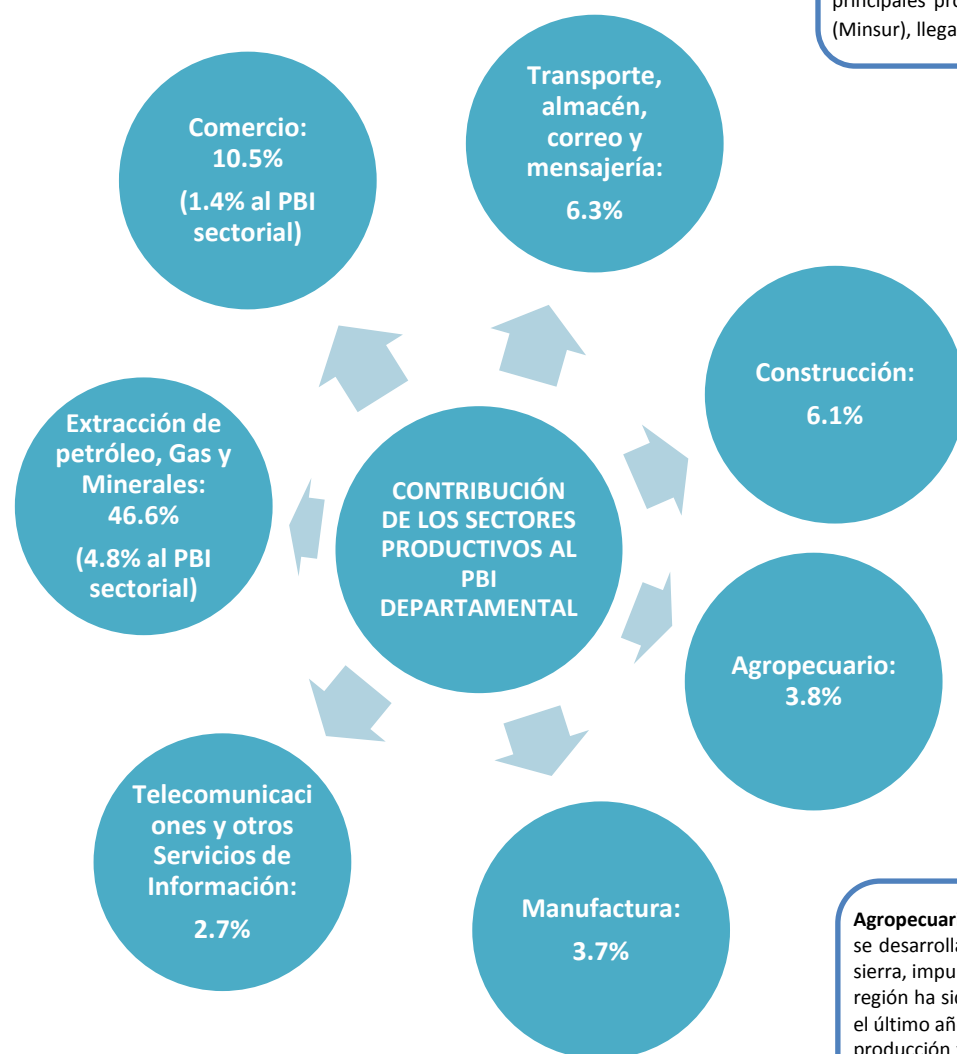 principales pro
(Minsur), llega
Transporte,
almacén,
correo y
mensajería:
6.3%
Comercio:
10.5%
(1.4% al PBI
sectorial)
Construcción:
6.1%
Extracción de
petróleo, Gas y
Minerales:
46.6%
(4.8% al PBI
sectorial)
CONTRIBUCIÓN
DE LOS SECTORES
PRODUCTIVOS AL
PBI
DEPARTAMENTAL
Agropecuario:
3.8%
Telecomunicaci
ones y otros
Servicios de
Información:
2.7%
Manufactura:
3.7%
Agropecuar
se desarrolla
sierra, impu
región ha sie
el último añ